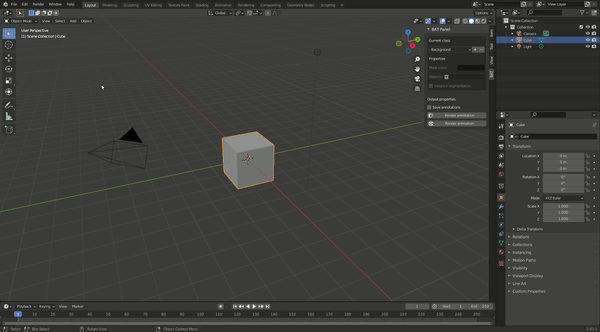 File Edit Render Window Help Layout Modeling Sculpting UV Editing Texture Paint Shading Animation Rendering Compositing Geometry Nodes Scripting Scene View Layer
Global Options
Object Mode View Select Add Object
User Perspective
(1) Scene Collection | Cube
BAT Panel
Current class:
Background
Properties:
Objects:
Instance segmentation
Output properties:
Save annotations
Render annotation
Render animation
Scene Collection
Collection
Camera
Cube
Light
Cube
Cube
Transform
Location X 0 m
Y 0 m
Z 0 m
Rotation X 0°
Y 0°
Z 0°
Mode XYZ Euler
Scale X 1.000
Y 1.000
Z 1.000
Delta Transform
Relations
Collections
Instancing
Motion Paths
Visibility
Viewport Display
Line Art
Custom Properties
Playback Keying View Marker
1 Start 1 End 250
Select Box Select Rotate View Object Context Menu